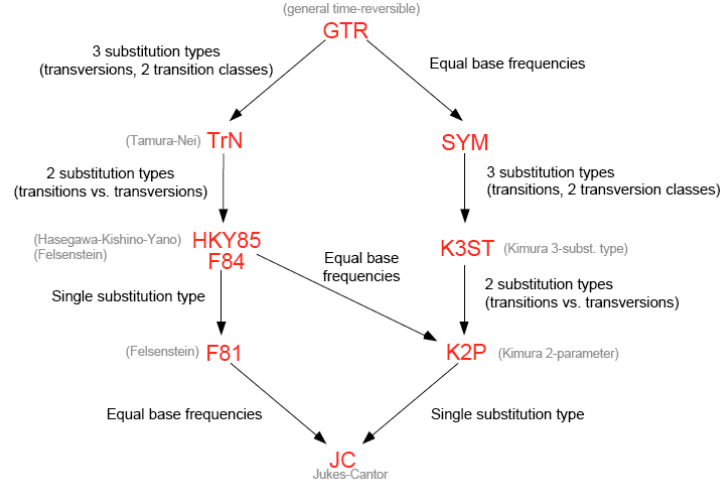 (general time-reversible)
GTR
3 substitution types
(transversions, 2 transition classes)
Equal base frequencies
(Tamura-Nei) TrN
SYM
2 substitution types
(transitions vs. transversions)
3 substitution types
(transitions, 2 transversion classes)
(Hasegawa-Kishino-Yano) HKY85
(Felsenstein) F84
Equal base
frequencies
K3ST (Kimura 3-subst. type)
Single substitution type
2 substitution types
(transitions vs. transversions)
(Felsenstein) F81
K2P (Kimura 2-parameter)
Equal base frequencies
Single substitution type
JC
Jukes-Cantor